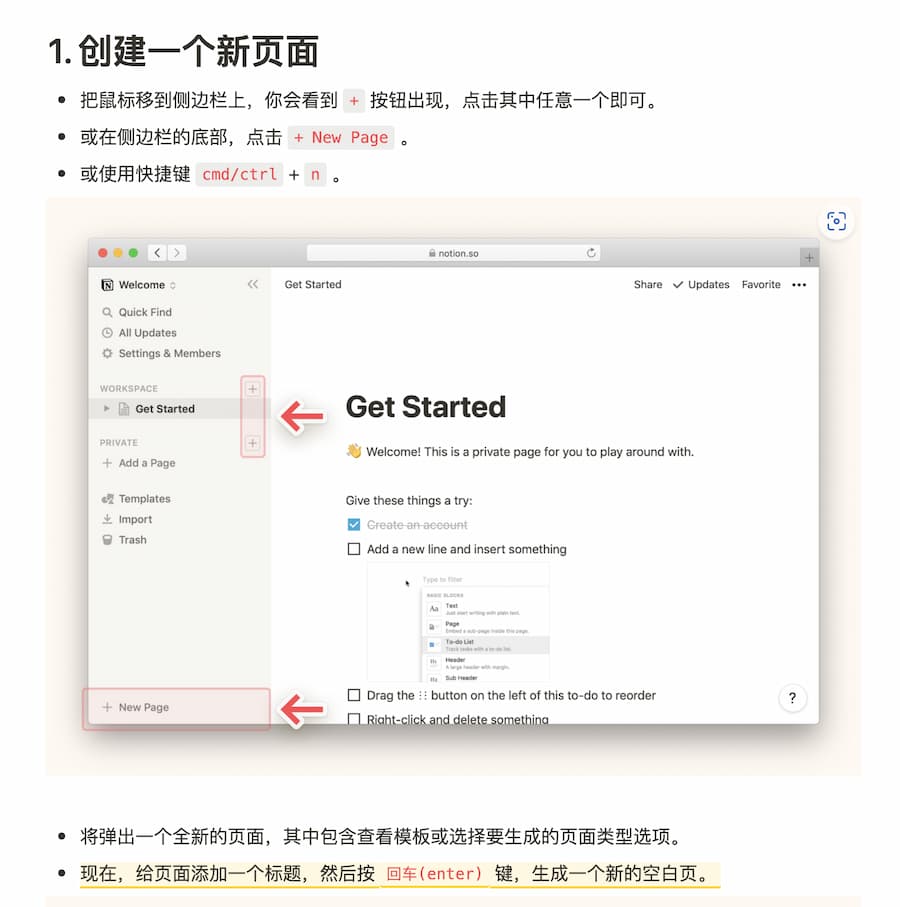 1. 创建一个新页面
把鼠标移到侧边栏上，你会看到 + 按钮出现，点击其中任意一个即可。
或在侧边栏的底部，点击 + New Page 。
或使用快捷键 cmd/ctrl + n 。
notion.so
Welcome
Quick Find
All Updates
Settings & Members
WORKSPACE
Get Started
PRIVATE
+ Add a Page
Templates
Import
Trash
+ New Page
Get Started
Share ✓ Updates Favorite •••
Get Started
👋 Welcome! This is a private page for you to play around with.
Give these things a try:
Create an account
Add a new line and insert something
Type to filter
BASIC BLOCKS
Aa Text
Just start writing with plain text.
Page
Embed a sub-page inside this page.
To-do List
Track tasks with a to-do list.
H1 Header
A large header with margin.
Sub Header
Drag the ⋮⋮ button on the left of this to-do to reorder
Right-click and delete something
?
将弹出一个全新的页面，其中包含查看模板或选择要生成的页面类型选项。
现在，给页面添加一个标题，然后按 回车(enter) 键，生成一个新的空白页。